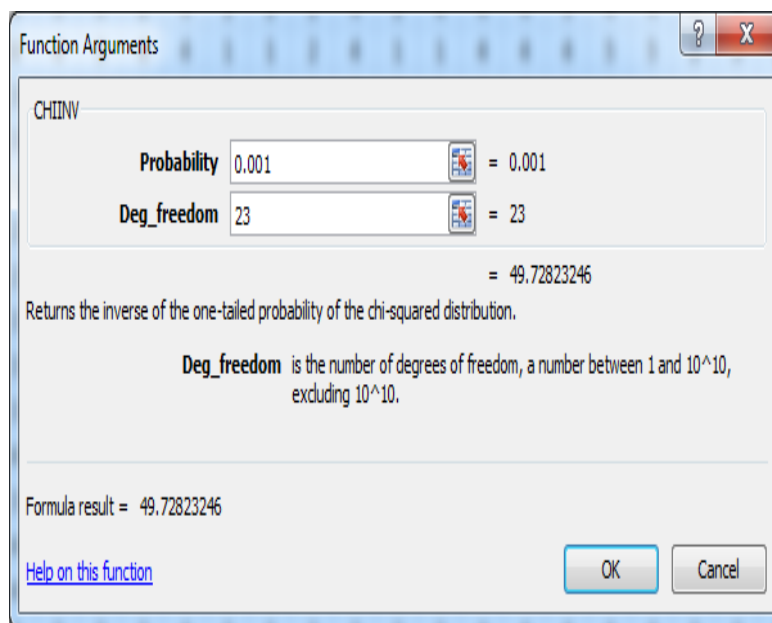 Function Arguments
CHIINV
Probability 0.001 = 0.001
Deg_freedom 23 = 23
= 49.72823246
Returns the inverse of the one-tailed probability of the chi-squared distribution.
Deg_freedom is the number of degrees of freedom, a number between 1 and 10^10,
excluding 10^10.
Formula result = 49.72823246
Help on this function
OK Cancel